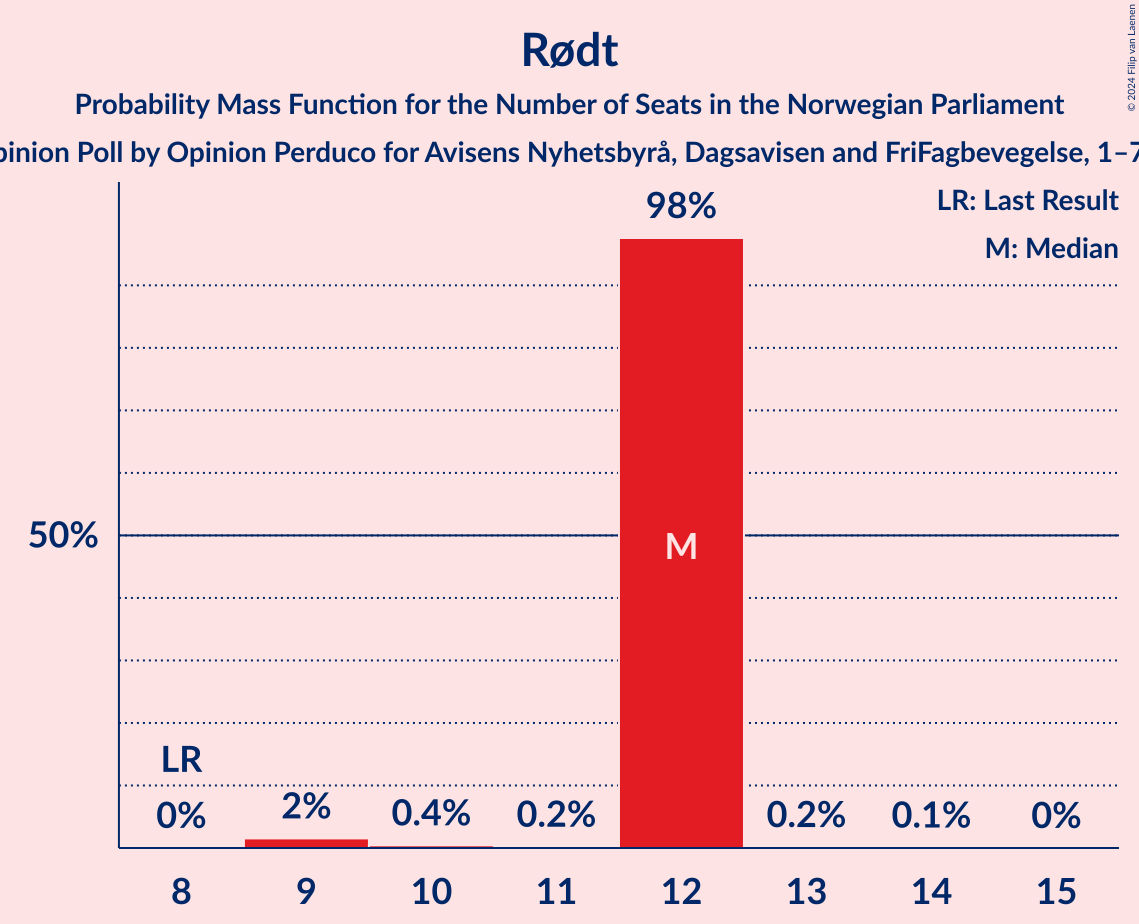 Rødt
Probability Mass Function for the Number of Seats in the Norwegian Parliament
pinion Poll by Opinion Perduco for Avisens Nyhetsbyrå, Dagsavisen and FriFagbevegelse, 1–7
© 2024 Filip van Laenen
LR: Last Result
M: Median
98%
50%
M
LR
0% 2% 0.4% 0.2% 0.2% 0.1% 0%
8 9 10 11 12 13 14 15